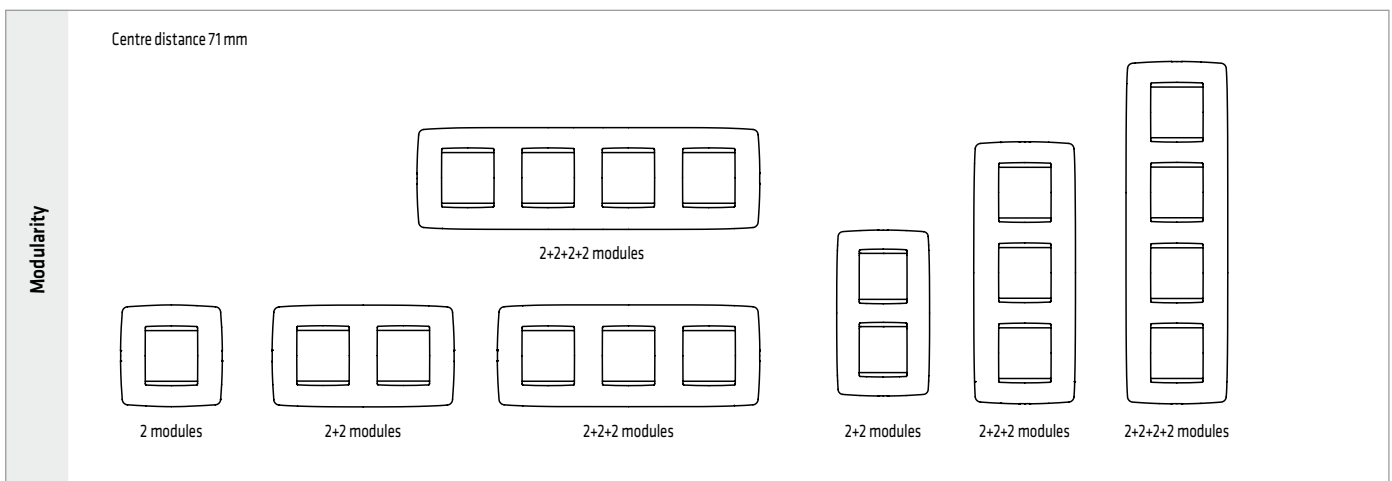 Centre distance 71 mm
Modularity
2+2+2+2 modules
2 modules
2+2 modules
2+2+2 modules
2+2 modules
2+2+2 modules
2+2+2+2 modules